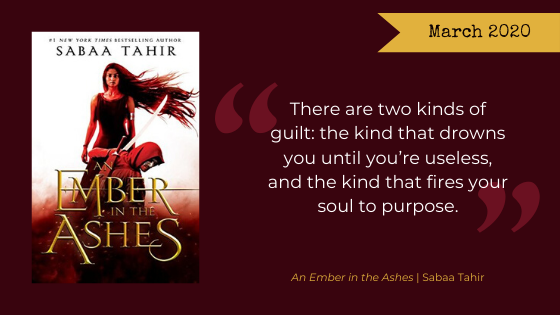 March 2020
#1 NEW YORK TIMES BESTSELLING AUTHOR
SABAA TAHIR
AN
EMBER
IN THE
ASHES
“
There are two kinds of
guilt: the kind that drowns
you until you’re useless,
and the kind that fires your
soul to purpose.
”
An Ember in the Ashes | Sabaa Tahir